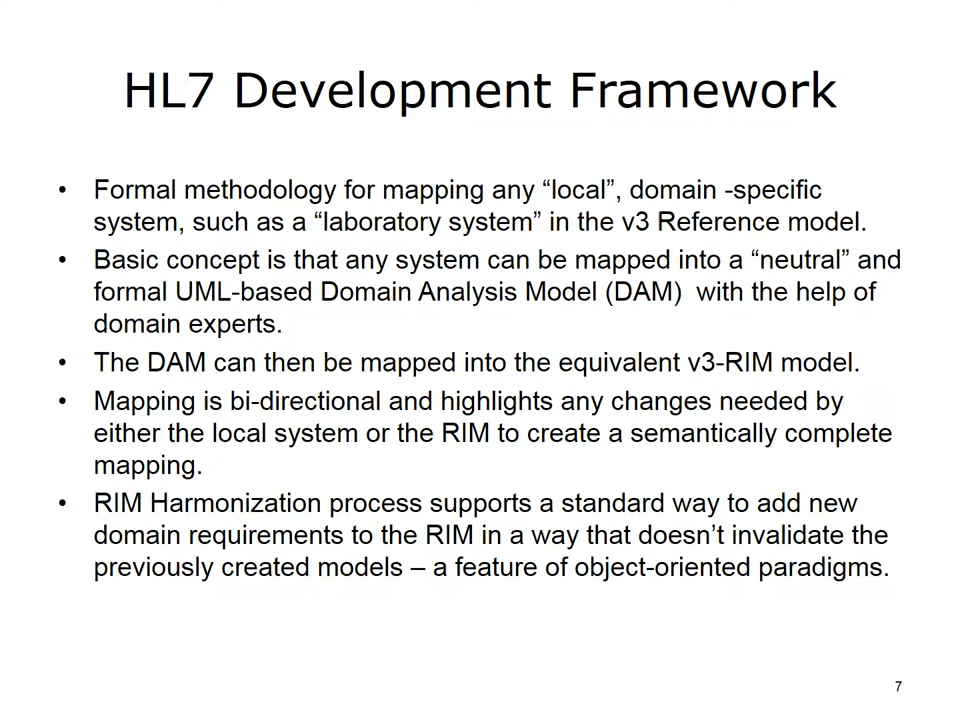 HL7 Development Framework
• Formal methodology for mapping any “local”, domain -specific
system, such as a “laboratory system” in the v3 Reference model.
• Basic concept is that any system can be mapped into a “neutral” and
formal UML-based Domain Analysis Model (DAM)  with the help of
domain experts.
• The DAM can then be mapped into the equivalent v3-RIM model.
• Mapping is bi-directional and highlights any changes needed by
either the local system or the RIM to create a semantically complete
mapping.
• RIM Harmonization process supports a standard way to add new
domain requirements to the RIM in a way that doesn’t invalidate the
previously created models – a feature of object-oriented paradigms.
7